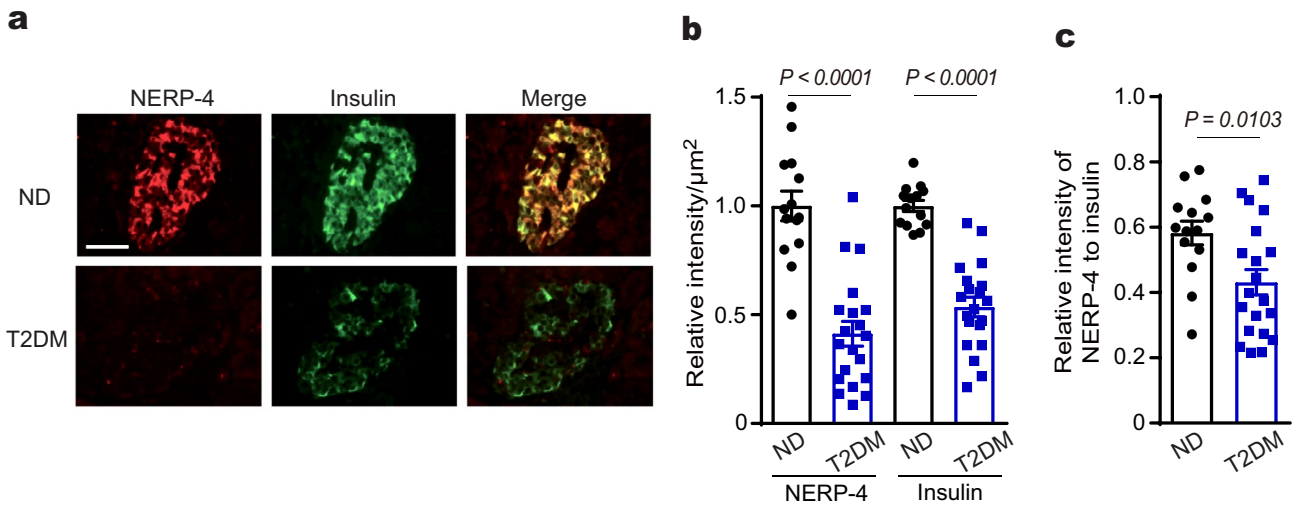 a
NERP-4 Insulin Merge
ND
T2DM
b
P < 0.0001 P < 0.0001
Relative intensity/μm²
1.5
1.0
0.5
0
ND T2DM ND T2DM
NERP-4 Insulin
c
P = 0.0103
Relative intensity of
NERP-4 to insulin
1.0
0.8
0.6
0.4
0.2
0
ND T2DM